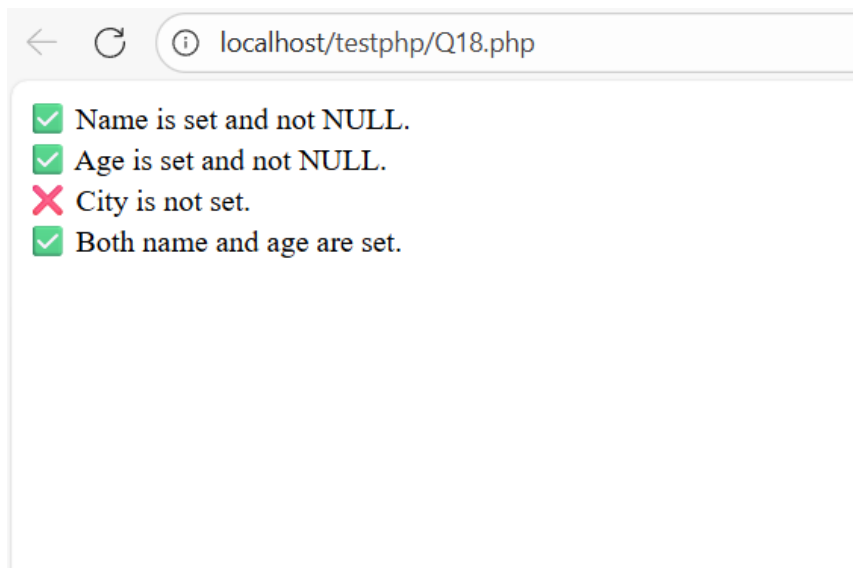 localhost/testphp/Q18.php
✅ Name is set and not NULL.
✅ Age is set and not NULL.
❌ City is not set.
✅ Both name and age are set.